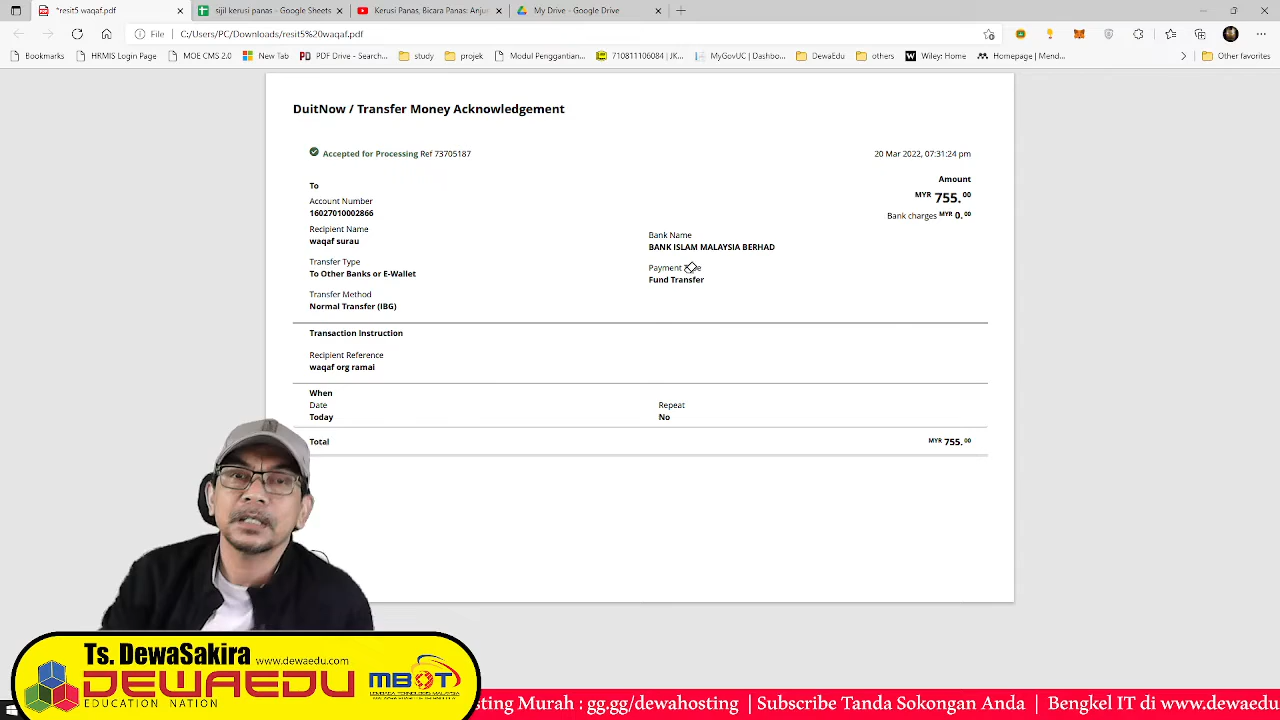 *resit5 waqaf.pdf
sijil kerusi panas - Google Sheets
Kerusi Panas, Bicara Panas: Anju
My Drive - Google Drive
File
C:/Users/PC/Downloads/resit5%20waqaf.pdf
Bookmarks
HRMIS Login Page
MOE CMS 2.0
New Tab
DewaSakira | Dewa...
study
projek
Modul Penggantian...
710811106084 | JK...
MyGovUC | Dashbo...
DewaEdu
others
Wiley: Home
Homepage | Mend...
Other favorites
DuitNow / Transfer Money Acknowledgement
Accepted for Processing Ref 73705187
20 Mar 2022, 07:31:24 pm
Amount
MYR 755.00
Bank charges MYR 0.00
To
Account Number
16027010002866
Recipient Name
waqaf surau
Bank Name
BANK ISLAM MALAYSIA BERHAD
Transfer Type
To Other Banks or E-Wallet
Payment
Fund Transfer
Transfer Method
Normal Transfer (IBG)
Transaction Instruction
Recipient Reference
waqaf org ramai
When
Date
Today
Repeat
No
Total
MYR 755.00
Ts. DewaSakira www.dewaedu.com
DEWAEDU
EDUCATION NATION
MBOT
sting Murah : gg.gg/dewahosting | Subscribe Tanda Sokongan Anda | Bengkel IT di www.dewaedu